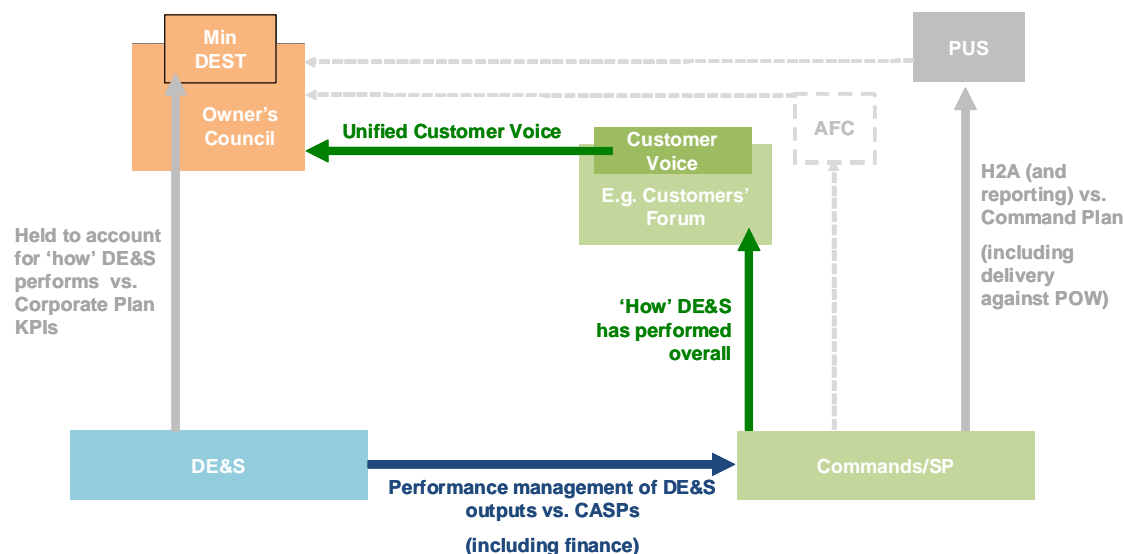 Min
DEST
PUS
Owner's
Council
Unified Customer Voice
Customer
Voice
AFC
E.g. Customers'
Forum
H2A (and
reporting) vs.
Command Plan
(including
delivery
against POW)
Held to account
for ‘how’ DE&S
performs vs.
Corporate Plan
KPIs
‘How’ DE&S
has performed
overall
DE&S
Commands/SP
Performance management of DE&S
outputs vs. CASPs
(including finance)